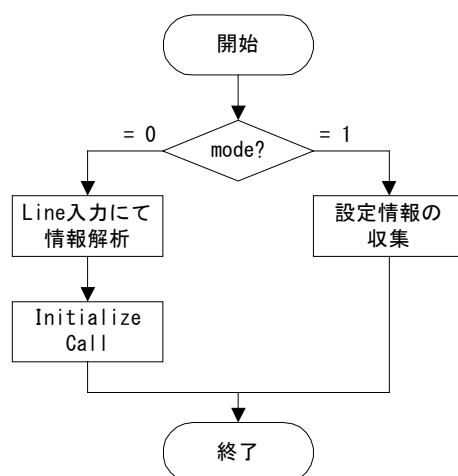 開始
= 0
mode?
= 1
Line入力にて
情報解析
設定情報の
収集
Initialize
Call
終了